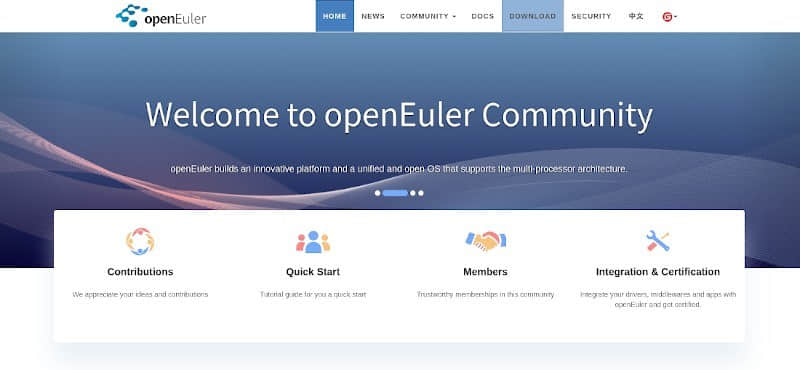 openEuler
HOME NEWS COMMUNITY DOCS DOWNLOAD SECURITY 中文 G
Welcome to openEuler Community
openEuler builds an innovative platform and a unified and open OS that supports the multi-processor architecture.
Contributions
We appreciate your ideas and contributions
Quick Start
Tutorial guide for you a quick start
Members
Trustworthy memberships in this community
Integration & Certification
Integrate your drivers, middlewares and apps with
openEuler and get certified.